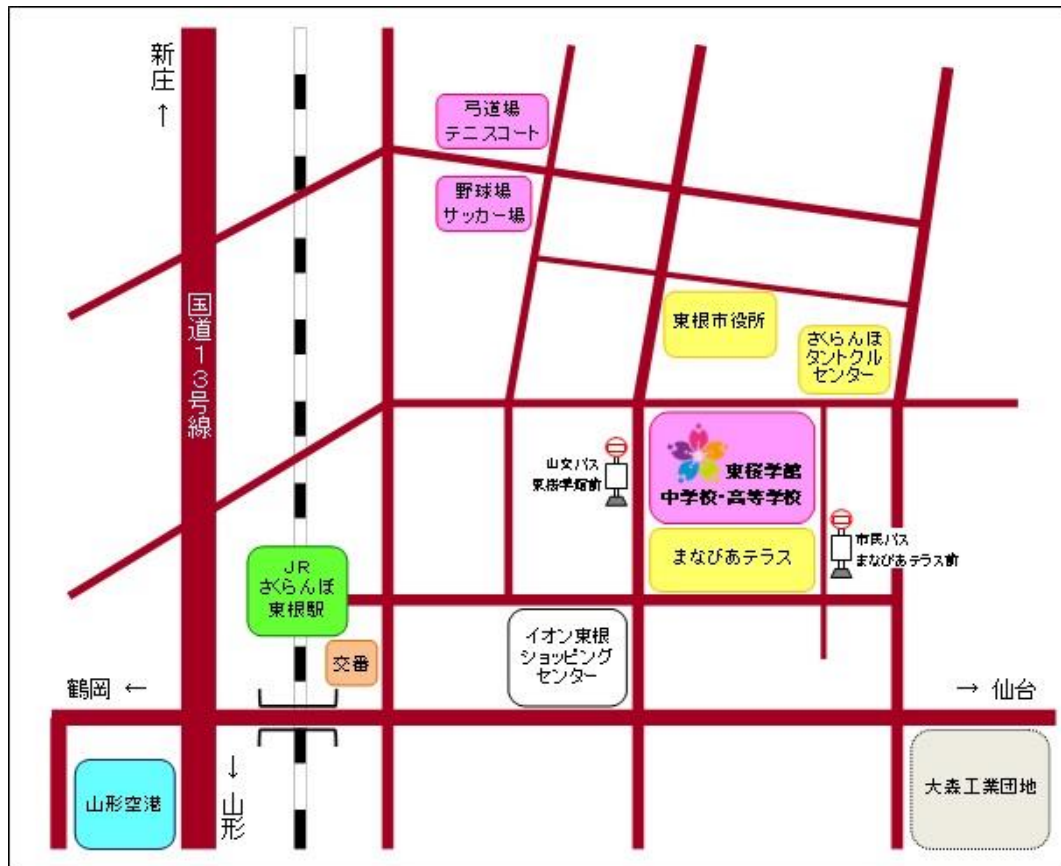 新庄
↑
弓道場
テニスコート
野球場
サッカー場
国道13号線
東根市役所
さくらんぼ
タントクル
センター
山交バス
東桜学館前
東桜学館
中学校・高等学校
市民バス
まなびあテラス前
まなびあテラス
JR
さくらんぼ
東根駅
交番
イオン東根
ショッピング
センター
鶴岡 ←
→ 仙台
山形空港
↓
山形
大森工業団地